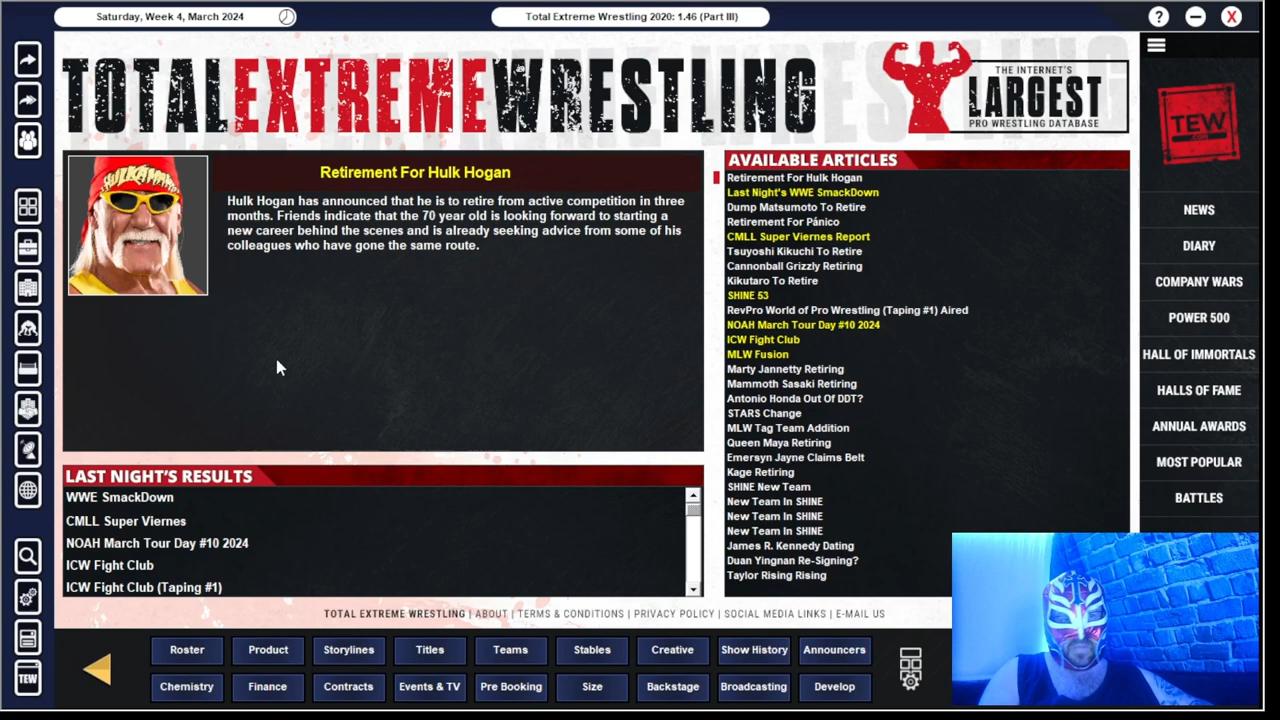 Saturday, Week 4, March 2024
Total Extreme Wrestling 2020: 1.46 (Part III)
?
X
TOTALEXTREMEWRESTLING
THE INTERNET'S
LARGEST
PRO WRESTLING DATABASE
TEW
.COM
Retirement For Hulk Hogan
HULKAMANIA
Hulk Hogan has announced that he is to retire from active competition in three
months. Friends indicate that the 70 year old is looking forward to starting a
new career behind the scenes and is already seeking advice from some of his
colleagues who have gone the same route.
AVAILABLE ARTICLES
Retirement For Hulk Hogan
Last Night's WWE SmackDown
Dump Matsumoto To Retire
Retirement For Pánico
CMLL Super Viernes Report
Tsuyoshi Kikuchi To Retire
Cannonball Grizzly Retiring
Kikutaro To Retire
SHINE 53
RevPro World of Pro Wrestling (Taping #1) Aired
NOAH March Tour Day #10 2024
ICW Fight Club
MLW Fusion
Marty Jannetty Retiring
Mammoth Sasaki Retiring
Antonio Honda Out Of DDT?
STARS Change
MLW Tag Team Addition
Queen Maya Retiring
Emersyn Jayne Claims Belt
Kage Retiring
SHINE New Team
New Team In SHINE
New Team In SHINE
New Team In SHINE
James R. Kennedy Dating
Duan Yingnan Re-Signing?
Taylor Rising Rising
NEWS
DIARY
COMPANY WARS
POWER 500
HALL OF IMMORTALS
HALLS OF FAME
ANNUAL AWARDS
MOST POPULAR
BATTLES
LAST NIGHT'S RESULTS
WWE SmackDown
CMLL Super Viernes
NOAH March Tour Day #10 2024
ICW Fight Club
ICW Fight Club (Taping #1)
TOTAL EXTREME WRESTLING | ABOUT | TERMS & CONDITIONS | PRIVACY POLICY | SOCIAL MEDIA LINKS | E-MAIL US
Roster Product Storylines Titles Teams Stables Creative Show History Announcers
Chemistry Finance Contracts Events & TV Pre Booking Size Backstage Broadcasting Develop
TEW